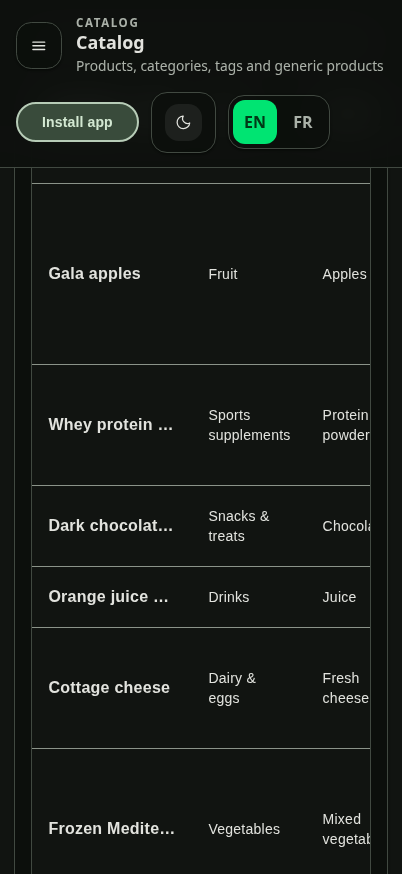 CATALOG
Catalog
Products, categories, tags and generic products
Install app
EN
FR
Gala apples
Fruit
Apples
Whey protein …
Sports
supplements
Protein
powder
Dark chocolat…
Snacks &
treats
Orange juice …
Drinks
Juice
Cottage cheese
Dairy &
eggs
Fresh
cheese
Frozen Medite…
Vegetables
Mixed